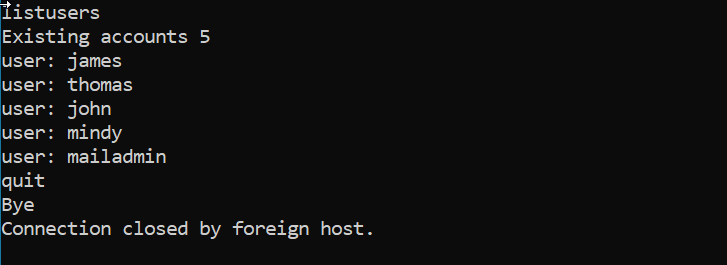 listusers
Existing accounts 5
user: james
user: thomas
user: john
user: mindy
user: mailadmin
quit
Bye
Connection closed by foreign host.